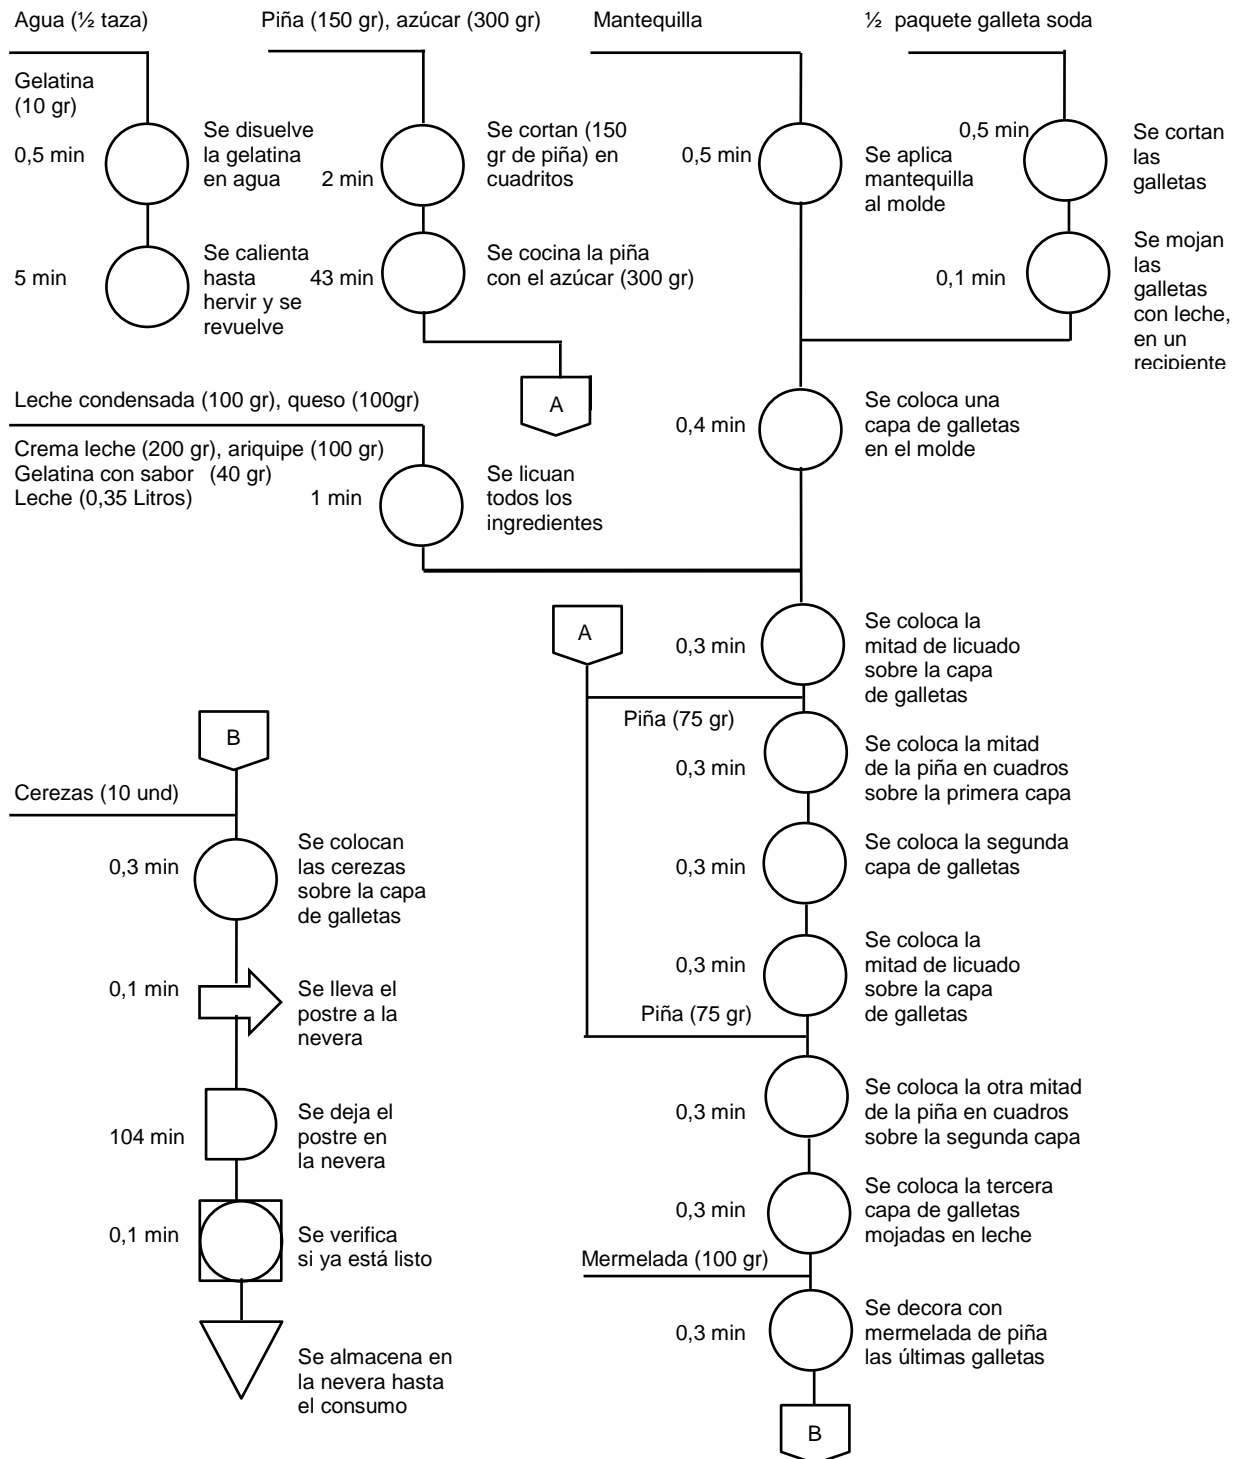 Agua (½ taza)
Piña (150 gr), azúcar (300 gr)
Mantequilla
½ paquete galleta soda
Gelatina
(10 gr)
0,5 min
Se disuelve
la gelatina
en agua
5 min
Se calienta
hasta
hervir y se
revuelve
2 min
Se cortan (150
gr de piña) en
cuadritos
43 min
Se cocina la piña
con el azúcar (300 gr)
A
0,5 min
Se aplica
mantequilla
al molde
0,5 min
Se cortan
las
galletas
0,1 min
Se mojan
las
galletas
con leche,
en un
recipiente
Leche condensada (100 gr), queso (100gr)
Crema leche (200 gr), ariquipe (100 gr)
Gelatina con sabor (40 gr)
Leche (0,35 Litros)
1 min
Se licuan
todos los
ingredientes
0,4 min
Se coloca una
capa de galletas
en el molde
A
0,3 min
Se coloca la
mitad de licuado
sobre la capa
de galletas
Piña (75 gr)
0,3 min
Se coloca la mitad
de la piña en cuadros
sobre la primera capa
0,3 min
Se coloca la segunda
capa de galletas
0,3 min
Se coloca la
mitad de licuado
sobre la capa
de galletas
Piña (75 gr)
0,3 min
Se coloca la otra mitad
de la piña en cuadros
sobre la segunda capa
0,3 min
Se coloca la tercera
capa de galletas
mojadas en leche
Mermelada (100 gr)
0,3 min
Se decora con
mermelada de piña
las últimas galletas
B
B
Cerezas (10 und)
0,3 min
Se colocan
las cerezas
sobre la capa
de galletas
0,1 min
Se lleva el
postre a la
nevera
104 min
Se deja el
postre en
la nevera
0,1 min
Se verifica
si ya está listo
Se almacena en
la nevera hasta
el consumo